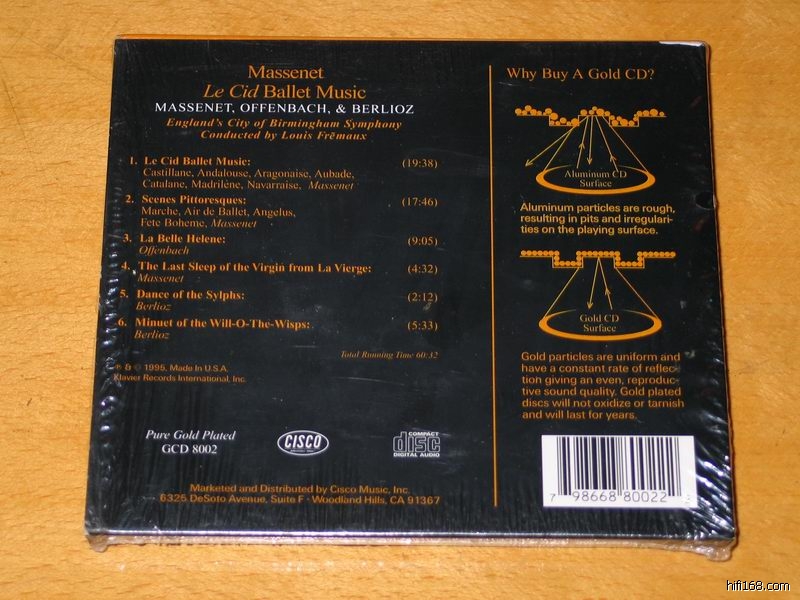 Massenet
Le Cid Ballet Music
MASSENET, OFFENBACH, & BERLIOZ
England's City of Birmingham Symphony
Conducted by Louis Frēmaux
1. Le Cid Ballet Music: (19:38)
Castillane, Andalouse, Aragonaise, Aubade,
Catalane, Madrilène, Navarraise, Massenet
2. Scenes Pittoresques: (17:46)
Marche, Air de Ballet, Angelus,
Fete Boheme, Massenet
3. La Belle Helene: (9:05)
Offenbach
4. The Last Sleep of the Virgin from La Vierge: (4:32)
Massenet
5. Dance of the Sylphs: (2:12)
Berlioz
6. Minuet of the Will-O-The-Wisps: (5:33)
Berlioz
Total Running Time 60:32
℗ & © 1995, Made In U.S.A.
Klavier Records International, Inc.
Pure Gold Plated
GCD 8002
CISCO
COMPACT
disc
DIGITAL AUDIO
Marketed and Distributed by Cisco Music, Inc.
6325 DeSoto Avenue, Suite F · Woodland Hills, CA 91367
Why Buy A Gold CD?
Aluminum CD
Surface
Aluminum particles are rough,
resulting in pits and irregulari-
ties on the playing surface.
Gold CD
Surface
Gold particles are uniform and
have a constant rate of reflec-
tion giving an even, reproduc-
tive sound quality. Gold plated
discs will not oxidize or tarnish
and will last for years.
7 98668 80022
hifi168.com